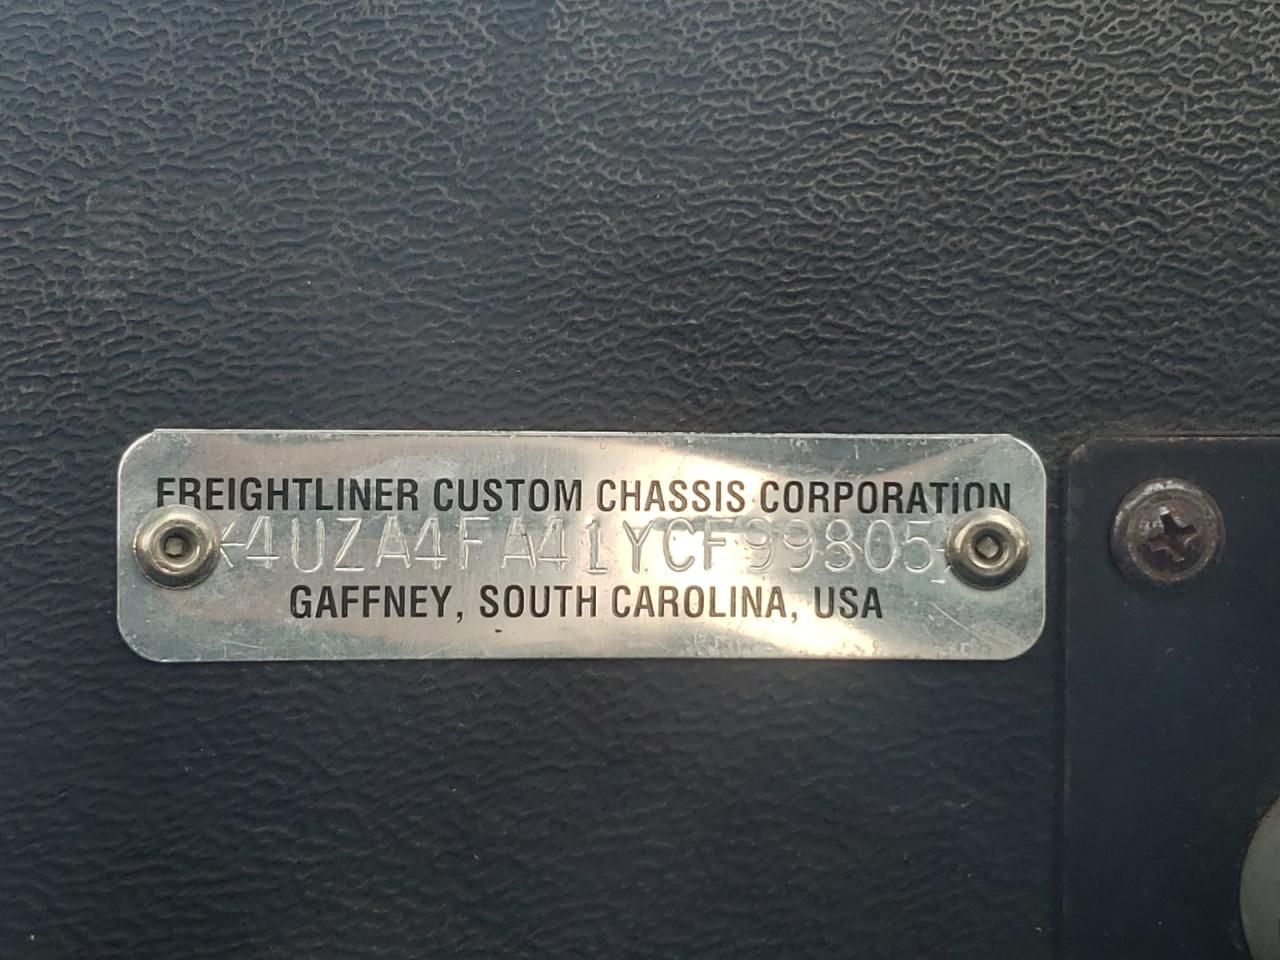 FREIGHTLINER CUSTOM CHASSIS CORPORATION
*4UZA4FA41YCF99805*
GAFFNEY, SOUTH CAROLINA, USA